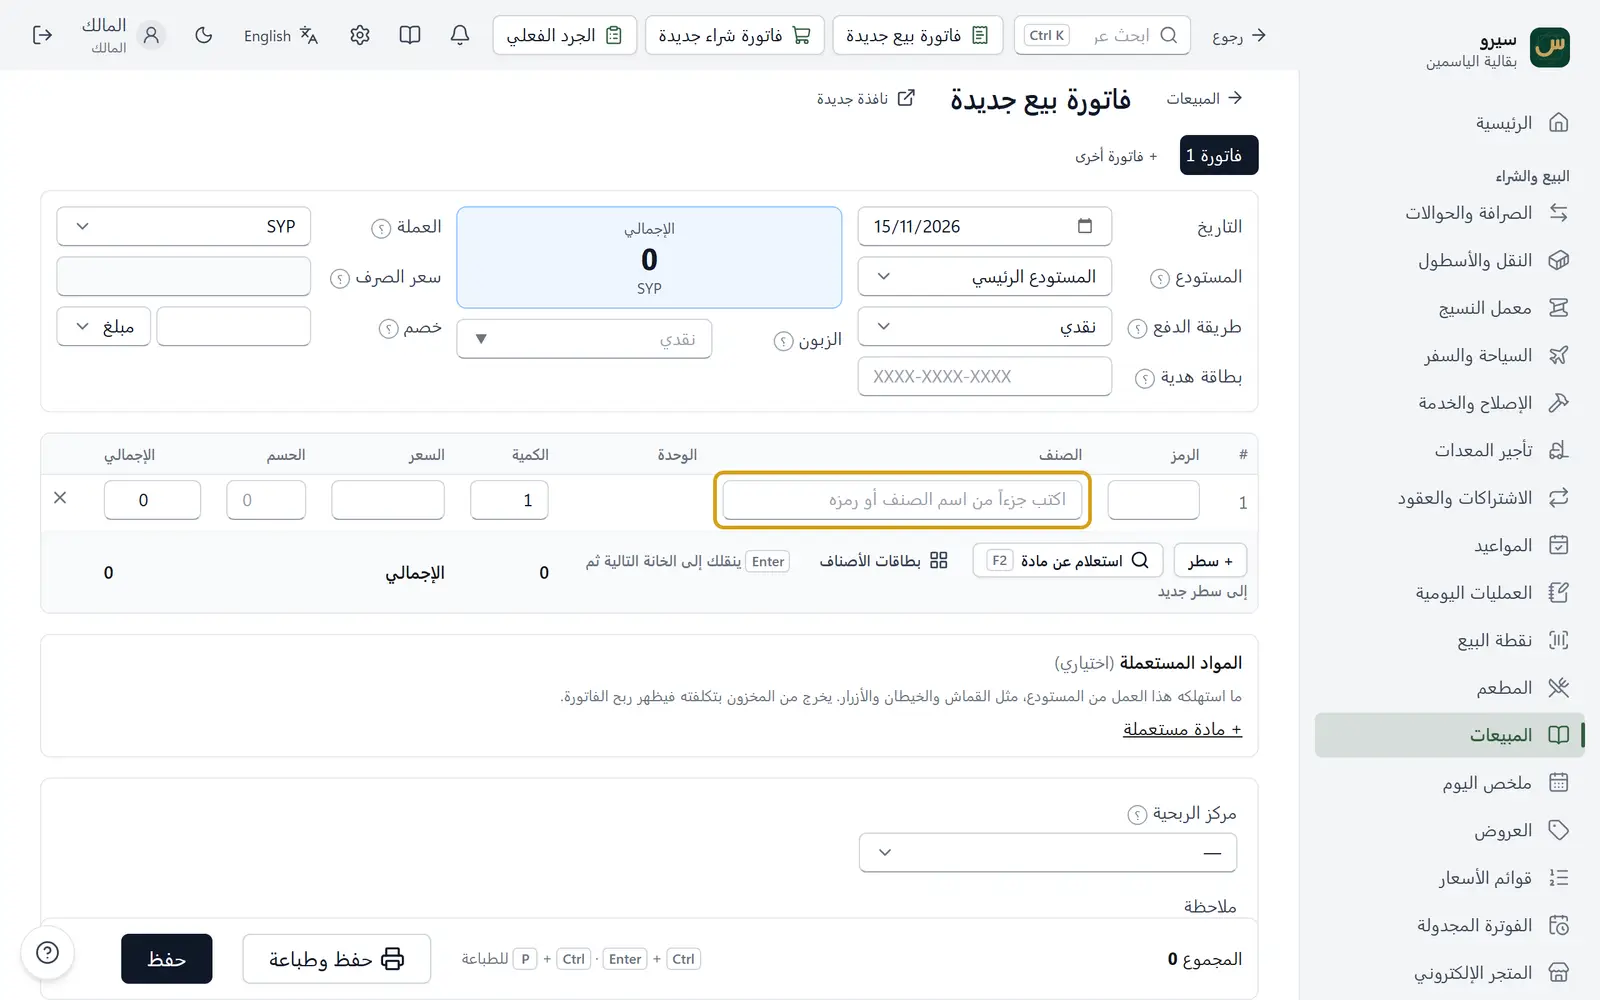 سيرو
بقالية الياسمين
الرئيسية
البيع والشراء
الصرافة والحوالات
النقل والأسطول
معمل النسيج
السياحة والسفر
الإصلاح والخدمة
تأجير المعدات
الاشتراكات والعقود
المواعيد
العمليات اليومية
نقطة البيع
المطعم
المبيعات
ملخص اليوم
العروض
قوائم الأسعار
الفوترة المجدولة
المتجر الإلكتروني
رجوع
ابحث عر Ctrl K
فاتورة بيع جديدة
فاتورة شراء جديدة
الجرد الفعلي
English
المالك
المالك
المبيعات
فاتورة بيع جديدة
نافذة جديدة
فاتورة 1
+ فاتورة أخرى
التاريخ 15/11/2026
المستودع ؟ المستودع الرئيسي
طريقة الدفع ؟ نقدي
بطاقة هدية ؟ XXXX-XXXX-XXXX
الإجمالي
0
SYP
الزبون ؟ نقدي
العملة ؟ SYP
سعر الصرف ؟
خصم ؟ مبلغ
# الرمز الصنف الوحدة الكمية السعر الحسم الإجمالي
1 اكتب جزءاً من اسم الصنف أو رمزه 1 0 0
+ سطر استعلام عن مادة F2 بطاقات الأصناف Enter ينقلك إلى الخانة التالية ثم
إلى سطر جديد
0 الإجمالي 0
المواد المستعملة (اختياري)
ما استهلكه هذا العمل من المستودع، مثل القماش والخيطان والأزرار. يخرج من المخزون بتكلفته فيظهر ربح الفاتورة.
+ مادة مستعملة
مركز الربحية ؟
—
ملاحظة
المجموع 0
Ctrl + Enter · Ctrl + P للطباعة
حفظ وطباعة
حفظ